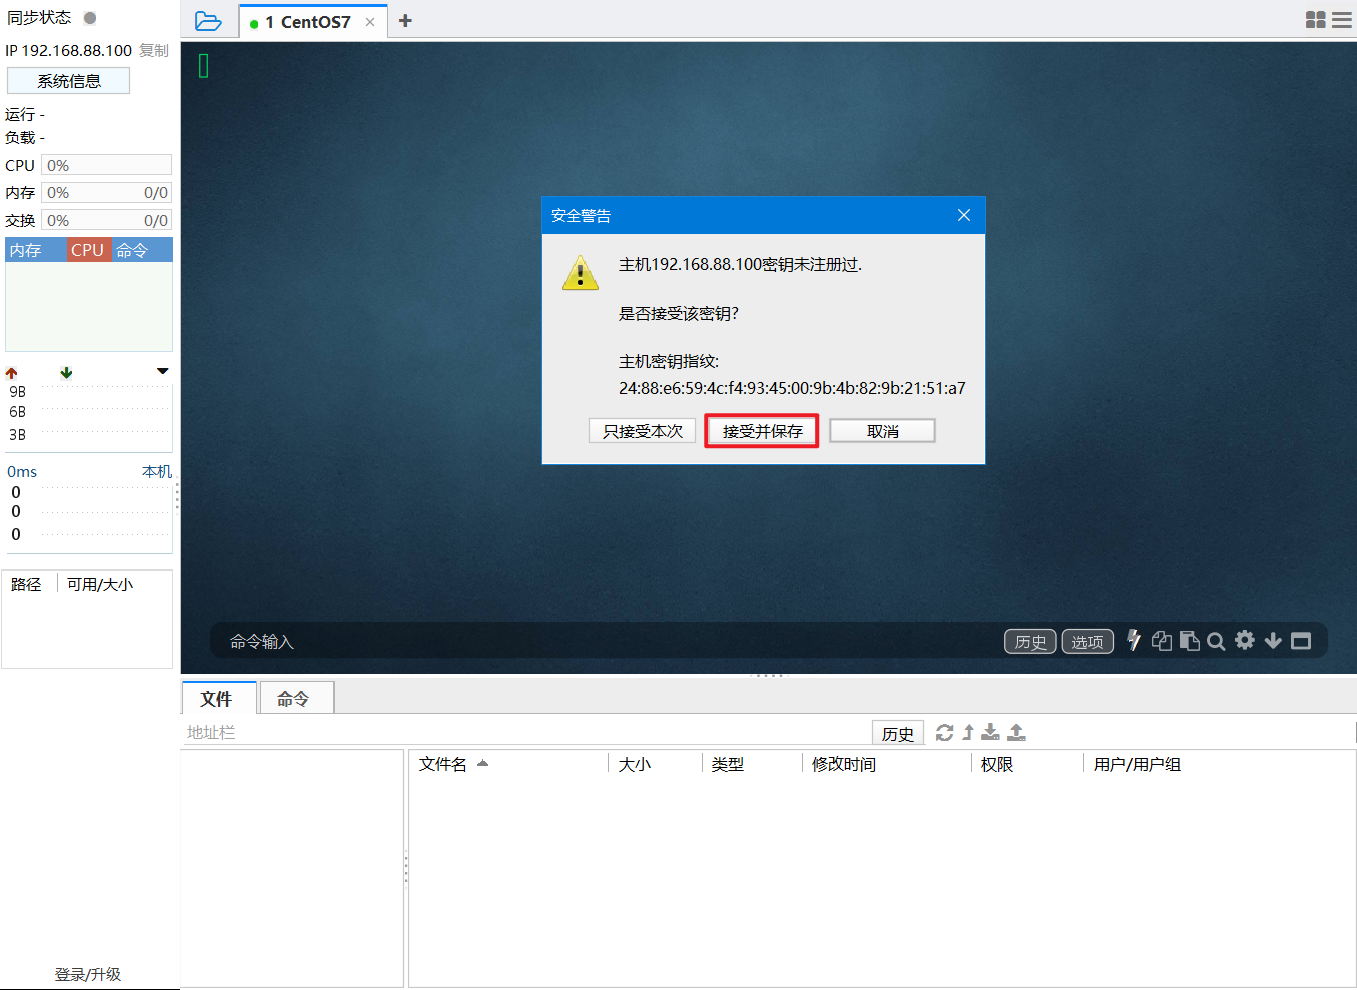 同步状态
IP 192.168.88.100 复制
系统信息
运行 -
负载 -
CPU 0%
内存 0% 0/0
交换 0% 0/0
内存 CPU 命令
9B
6B
3B
0ms 本机
0
0
0
路径 可用/大小
登录/升级
1 CentOS7
安全警告
主机192.168.88.100密钥未注册过.
是否接受该密钥?
主机密钥指纹:
24:88:e6:59:4c:f4:93:45:00:9b:4b:82:9b:21:51:a7
只接受本次 接受并保存 取消
命令输入 历史 选项
文件 命令
地址栏 历史
文件名 大小 类型 修改时间 权限 用户/用户组